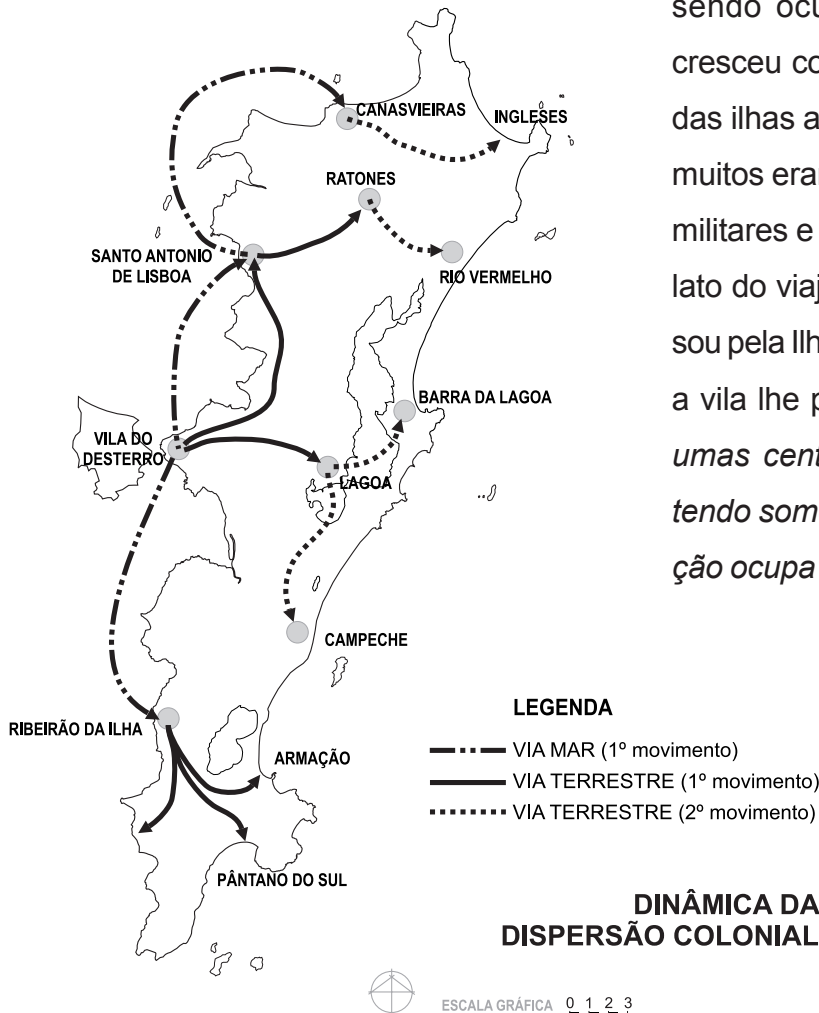 sendo ocu
cresceu co
das ilhas a
muitos erar
militares e
lato do viaj
sou pela Ilh
a vila lhe p
umas cent
tendo som
ção ocupa
CANASVIEIRAS
INGLESES
RATONES
SANTO ANTONIO
DE LISBOA
RIO VERMELHO
BARRA DA LAGOA
VILA DO
DESTERRO
LAGOA
CAMPECHE
RIBEIRÃO DA ILHA
ARMAÇÃO
PÂNTANO DO SUL
LEGENDA
VIA MAR (1º movimento)
VIA TERRESTRE (1º movimento)
VIA TERRESTRE (2º movimento)
DINÂMICA DA
DISPERSÃO COLONIAL
ESCALA GRÁFICA 0 1 2 3